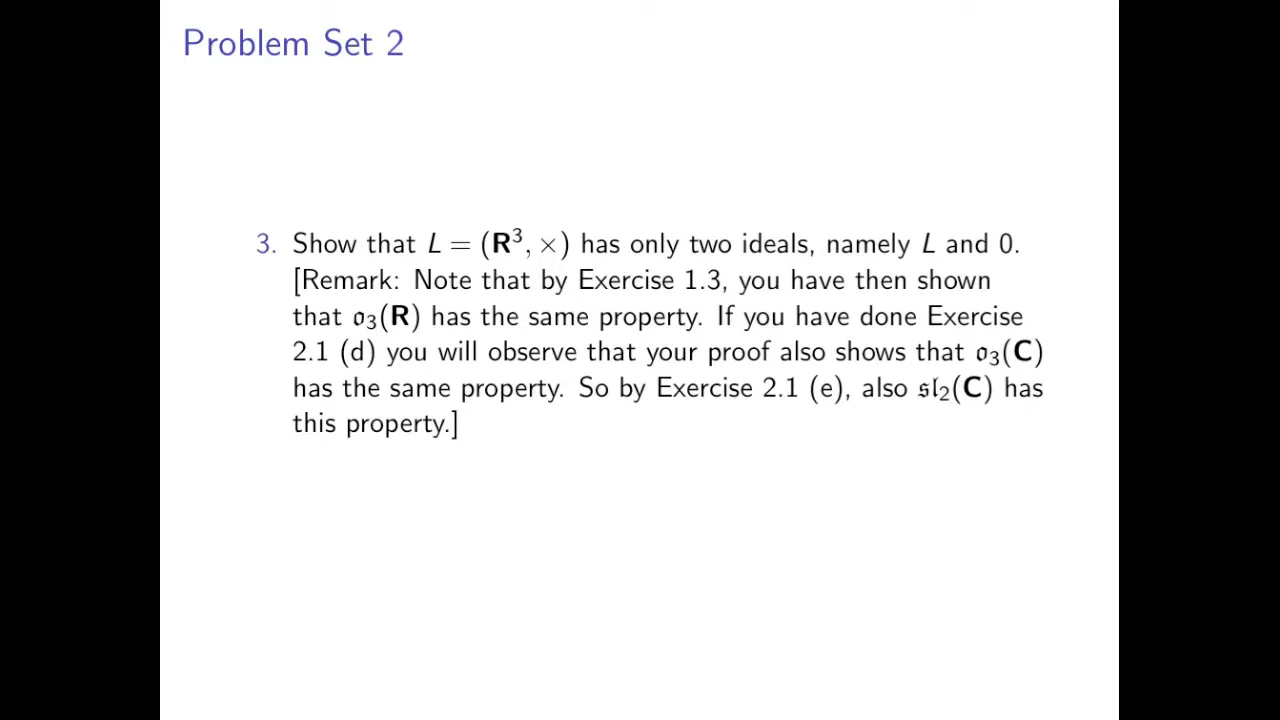 Problem Set 2
3. Show that L = (R³, ×) has only two ideals, namely L and 0.
[Remark: Note that by Exercise 1.3, you have then shown
that 𝔬₃(R) has the same property. If you have done Exercise
2.1 (d) you will observe that your proof also shows that 𝔬₃(C)
has the same property. So by Exercise 2.1 (e), also 𝔰𝔩₂(C) has
this property.]